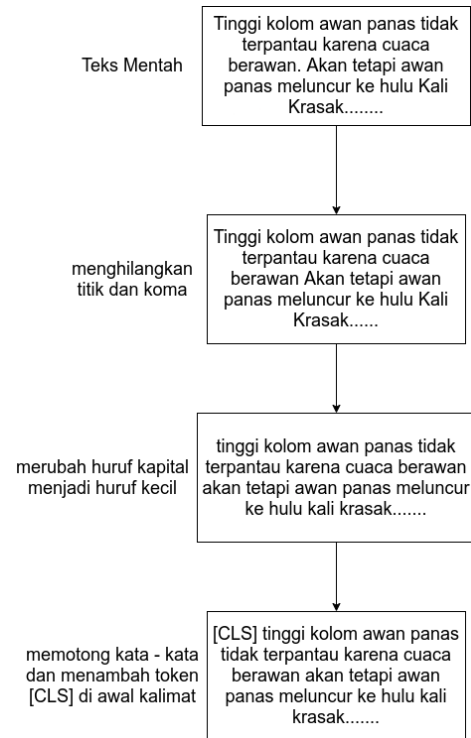 Teks Mentah
Tinggi kolom awan panas tidak
terpantau karena cuaca
berawan. Akan tetapi awan
panas meluncur ke hulu Kali
Krasak........
menghilangkan
titik dan koma
Tinggi kolom awan panas tidak
terpantau karena cuaca
berawan Akan tetapi awan
panas meluncur ke hulu Kali
Krasak......
merubah huruf kapital
menjadi huruf kecil
tinggi kolom awan panas tidak
terpantau karena cuaca berawan
akan tetapi awan panas meluncur
ke hulu kali krasak.......
memotong kata - kata
dan menambah token
[CLS] di awal kalimat
[CLS] tinggi kolom awan panas
tidak terpantau karena cuaca
berawan akan tetapi awan
panas meluncur ke hulu kali
krasak.......